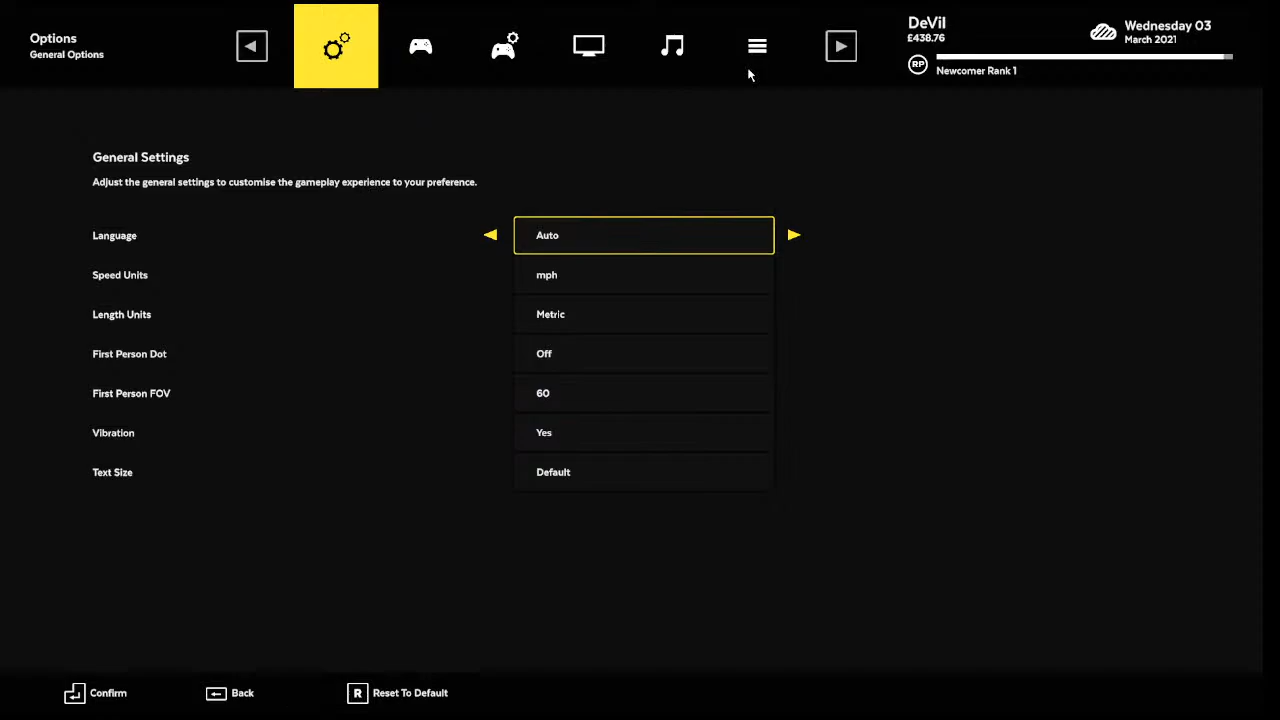 Options
General Options
DeVil
£438.76
Wednesday 03
March 2021
RP
Newcomer Rank 1
General Settings
Adjust the general settings to customise the gameplay experience to your preference.
Language Auto
Speed Units mph
Length Units Metric
First Person Dot Off
First Person FOV 60
Vibration Yes
Text Size Default
Confirm Back R Reset To Default